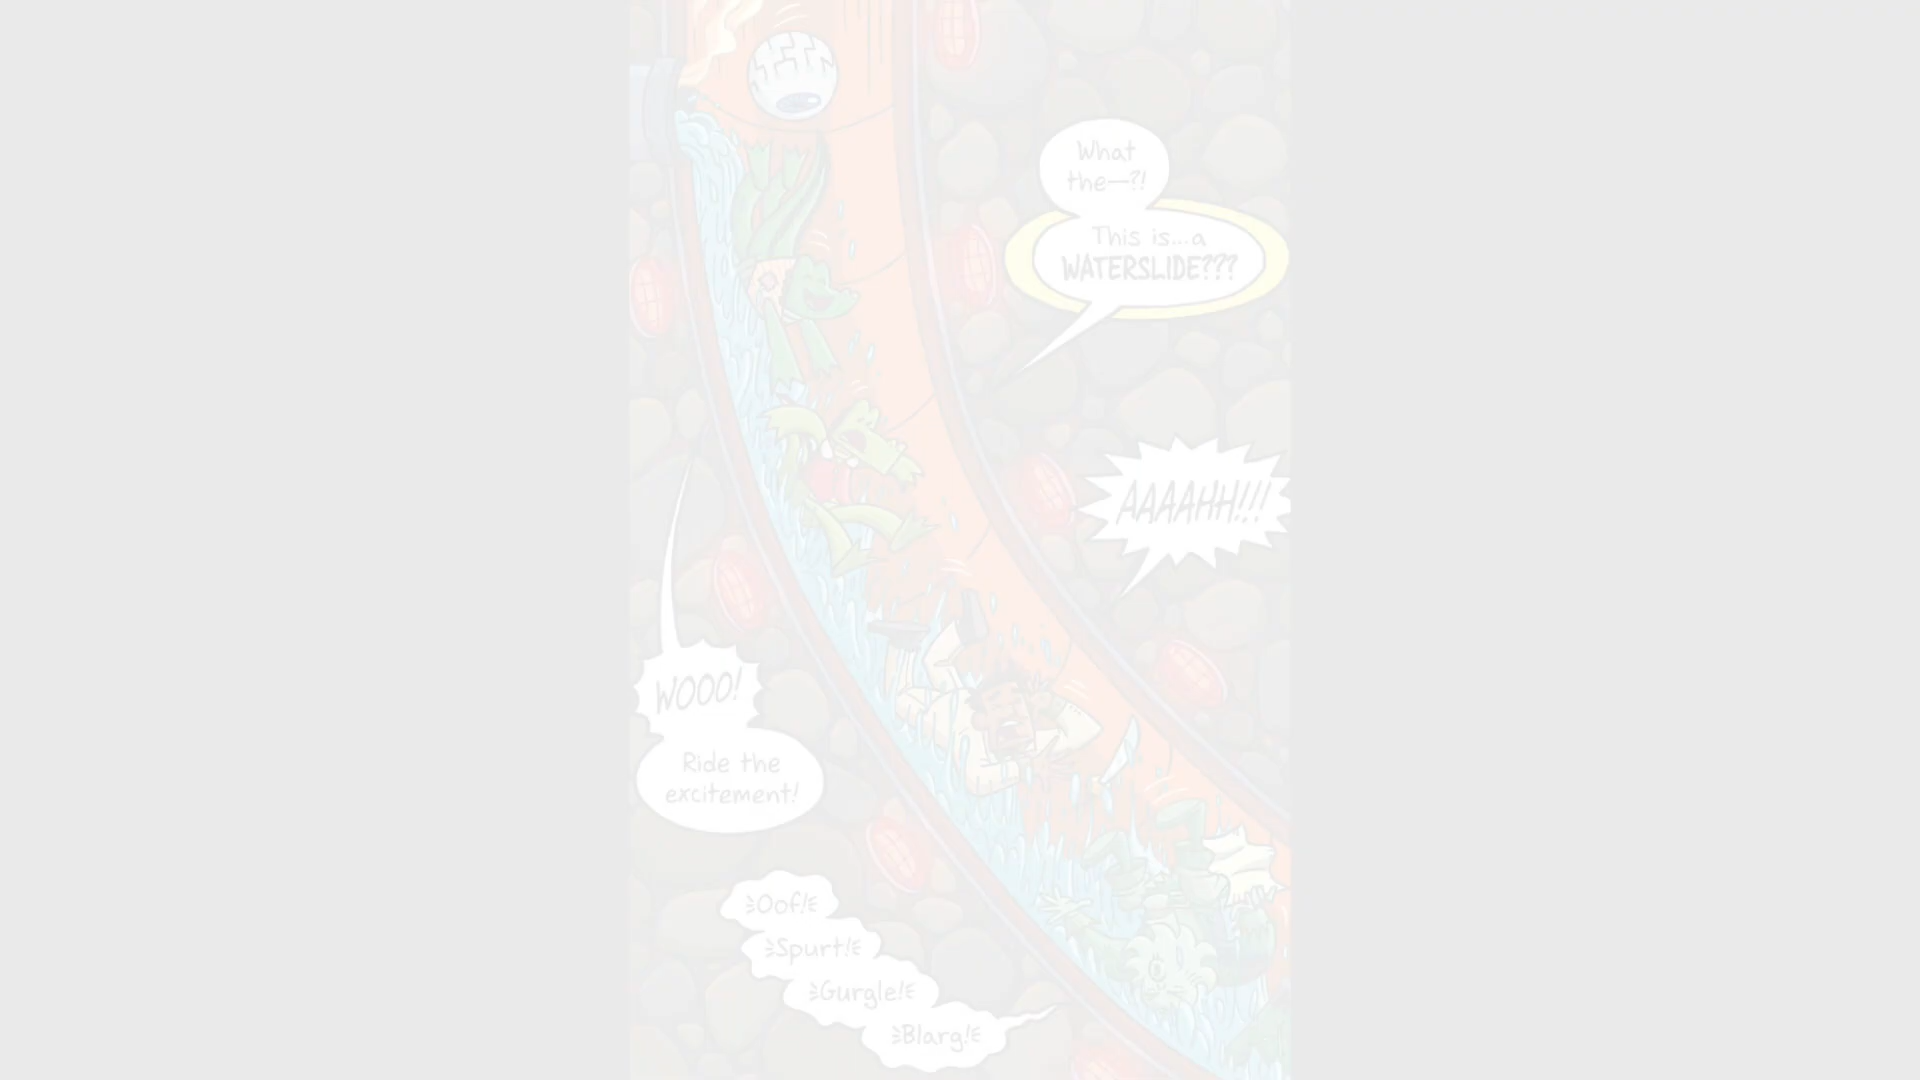 What
the—?!
This is...a
WATERSLIDE???
AAAAHH!!!
WOOO!
Ride the
excitement!
Oof!
Spurt!
Gurgle!
Blarg!